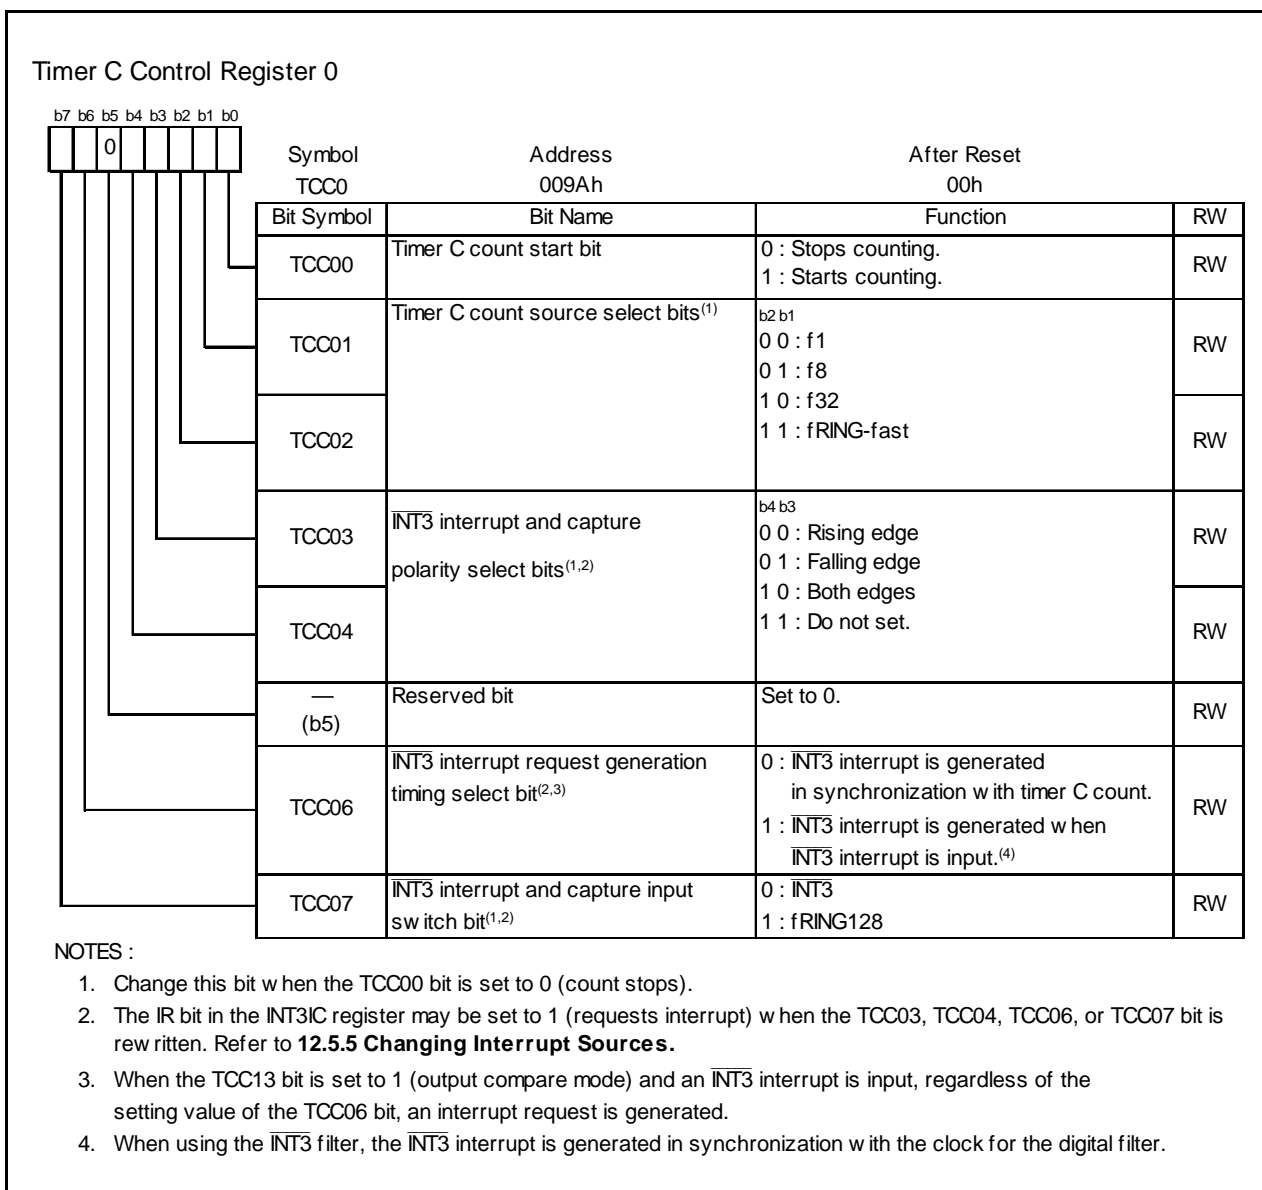 Timer C Control Register 0
b7 b6 b5 b4 b3 b2 b1 b0
0
Symbol Address After Reset
TCC0 009Ah 00h
Bit Symbol Bit Name Function RW
TCC00 Timer C count start bit 0 : Stops counting. RW
1 : Starts counting.
TCC01 Timer C count source select bits(1) b2 b1 RW
0 0 : f1
0 1 : f8
1 0 : f32
TCC02 1 1 : fRING-fast RW
TCC03 INT3 interrupt and capture b4 b3 RW
polarity select bits(1,2) 0 0 : Rising edge
0 1 : Falling edge
1 0 : Both edges
TCC04 1 1 : Do not set. RW
— Reserved bit Set to 0. RW
(b5)
TCC06 INT3 interrupt request generation 0 : INT3 interrupt is generated RW
timing select bit(2,3) in synchronization with timer C count.
1 : INT3 interrupt is generated when
INT3 interrupt is input.(4)
TCC07 INT3 interrupt and capture input 0 : INT3 RW
switch bit(1,2) 1 : fRING128
NOTES :
1. Change this bit when the TCC00 bit is set to 0 (count stops).
2. The IR bit in the INT3IC register may be set to 1 (requests interrupt) when the TCC03, TCC04, TCC06, or TCC07 bit is
rewritten. Refer to 12.5.5 Changing Interrupt Sources.
3. When the TCC13 bit is set to 1 (output compare mode) and an INT3 interrupt is input, regardless of the
setting value of the TCC06 bit, an interrupt request is generated.
4. When using the INT3 filter, the INT3 interrupt is generated in synchronization with the clock for the digital filter.